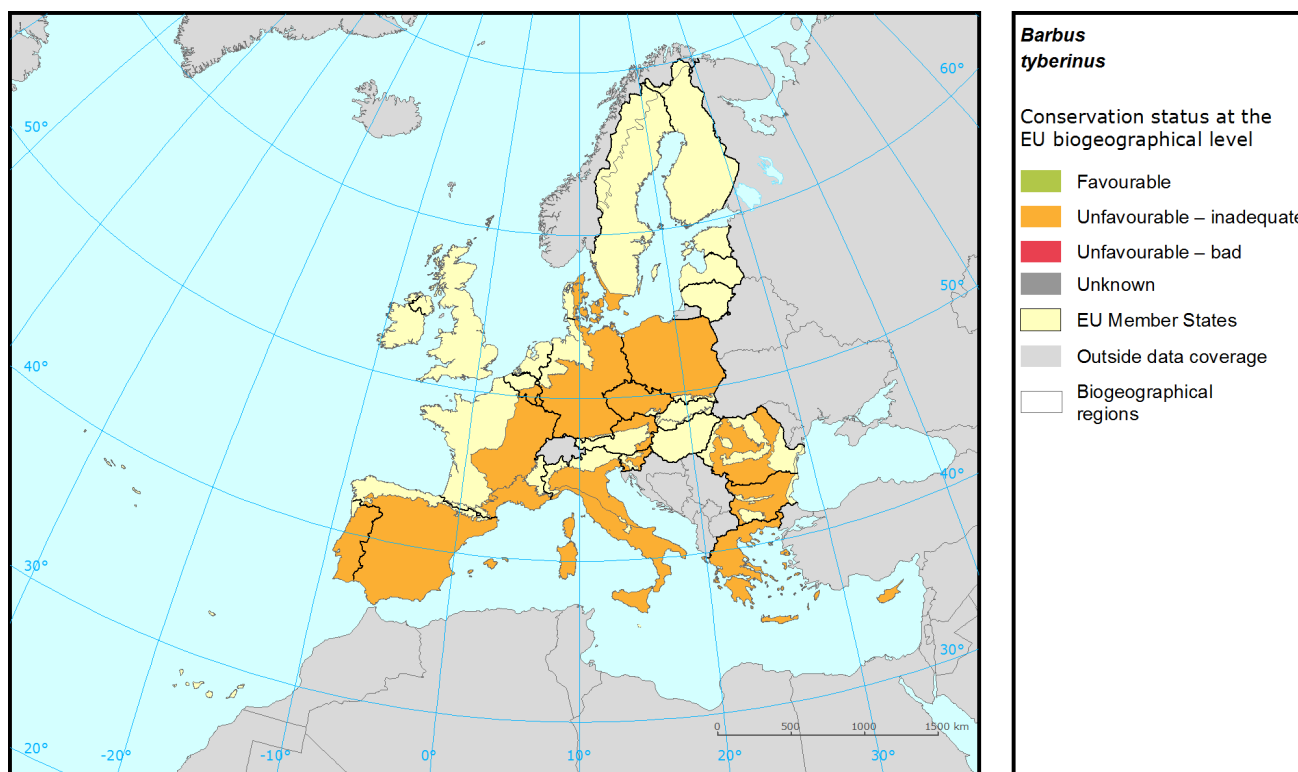 Barbus
tyberinus
Conservation status at the
EU biogeographical level
Favourable
Unfavourable – inadequate
Unfavourable – bad
Unknown
EU Member States
Outside data coverage
Biogeographical
regions
60°
50°
50°
40°
40°
30°
30°
20°
-20°
-10°
0°
10°
20°
30°
0
500
1000
1500 km